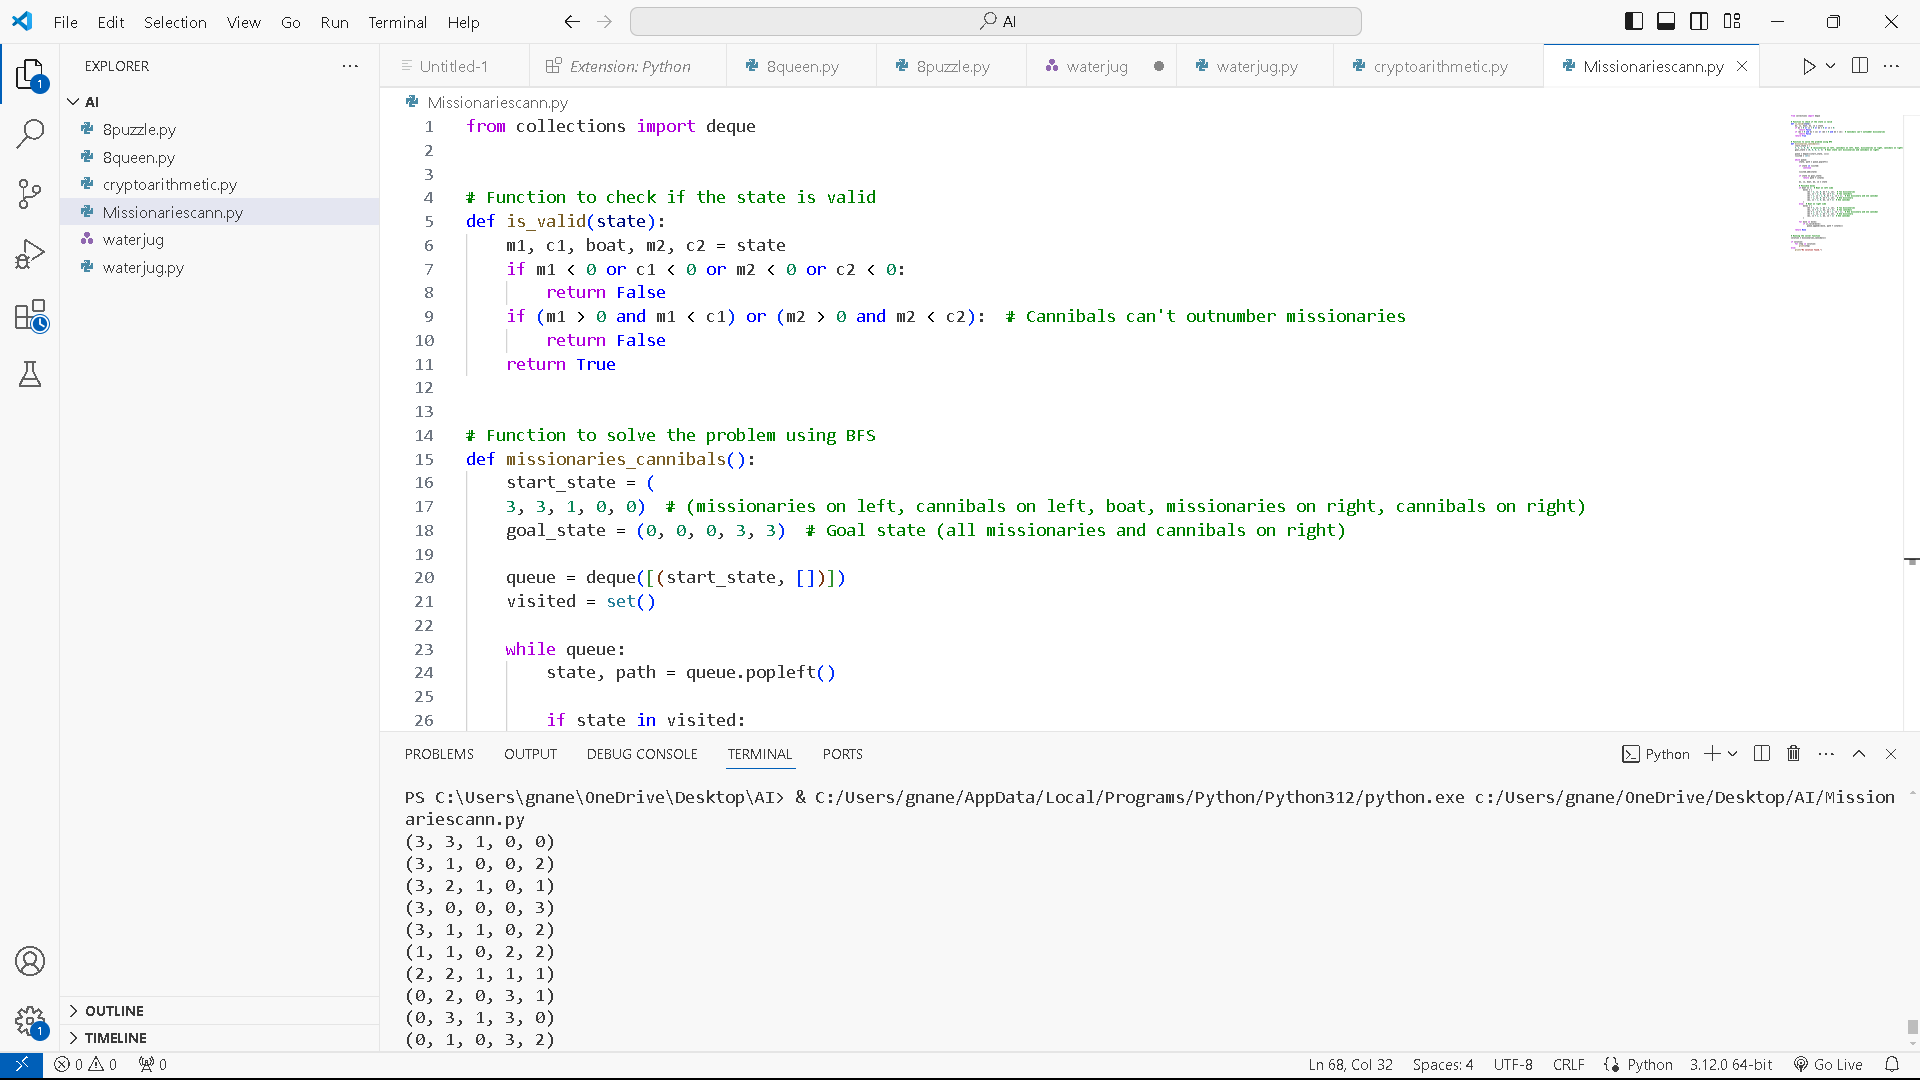 File Edit Selection View Go Run Terminal Help
AI
EXPLORER
Untitled-1
Extension: Python
8queen.py
8puzzle.py
waterjug
waterjug.py
cryptoarithmetic.py
Missionariescann.py
1
AI
8puzzle.py
8queen.py
cryptoarithmetic.py
Missionariescann.py
waterjug
waterjug.py
OUTLINE
1
TIMELINE
Missionariescann.py
1 from collections import deque
2
3
4 # Function to check if the state is valid
5 def is_valid(state):
6 m1, c1, boat, m2, c2 = state
7 if m1 < 0 or c1 < 0 or m2 < 0 or c2 < 0:
8 return False
9 if (m1 > 0 and m1 < c1) or (m2 > 0 and m2 < c2): # Cannibals can't outnumber missionaries
10 return False
11 return True
12
13
14 # Function to solve the problem using BFS
15 def missionaries_cannibals():
16 start_state = (
17 3, 3, 1, 0, 0) # (missionaries on left, cannibals on left, boat, missionaries on right, cannibals on right)
18 goal_state = (0, 0, 0, 3, 3) # Goal state (all missionaries and cannibals on right)
19
20 queue = deque([(start_state, [])])
21 visited = set()
22
23 while queue:
24 state, path = queue.popleft()
25
26 if state in visited:
PROBLEMS OUTPUT DEBUG CONSOLE TERMINAL PORTS
Python
PS C:\Users\gnane\OneDrive\Desktop\AI> & C:/Users/gnane/AppData/Local/Programs/Python/Python312/python.exe c:/Users/gnane/OneDrive/Desktop/AI/Mission
ariescann.py
(3, 3, 1, 0, 0)
(3, 1, 0, 0, 2)
(3, 2, 1, 0, 1)
(3, 0, 0, 0, 3)
(3, 1, 1, 0, 2)
(1, 1, 0, 2, 2)
(2, 2, 1, 1, 1)
(0, 2, 0, 3, 1)
(0, 3, 1, 3, 0)
(0, 1, 0, 3, 2)
0 0 0
Ln 68, Col 32 Spaces: 4 UTF-8 CRLF Python 3.12.0 64-bit Go Live